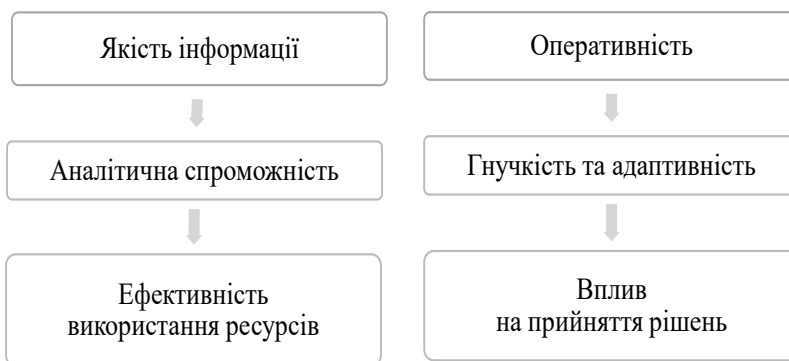 Якість інформації
Аналітична спроможність
Ефективність
використання ресурсів
Оперативність
Гнучкість та адаптивність
Вплив
на прийняття рішень